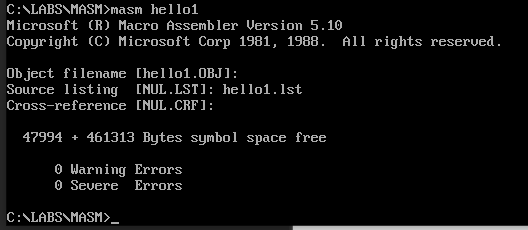 C:\LABS\MASM>masm hello1
Microsoft (R) Macro Assembler Version 5.10
Copyright (C) Microsoft Corp 1981, 1988.  All rights reserved.
Object filename [hello1.OBJ]:
Source listing  [NUL.LST]: hello1.lst
Cross-reference [NUL.CRF]:
47994 + 461313 Bytes symbol space free
0 Warning Errors
0 Severe  Errors
C:\LABS\MASM>_